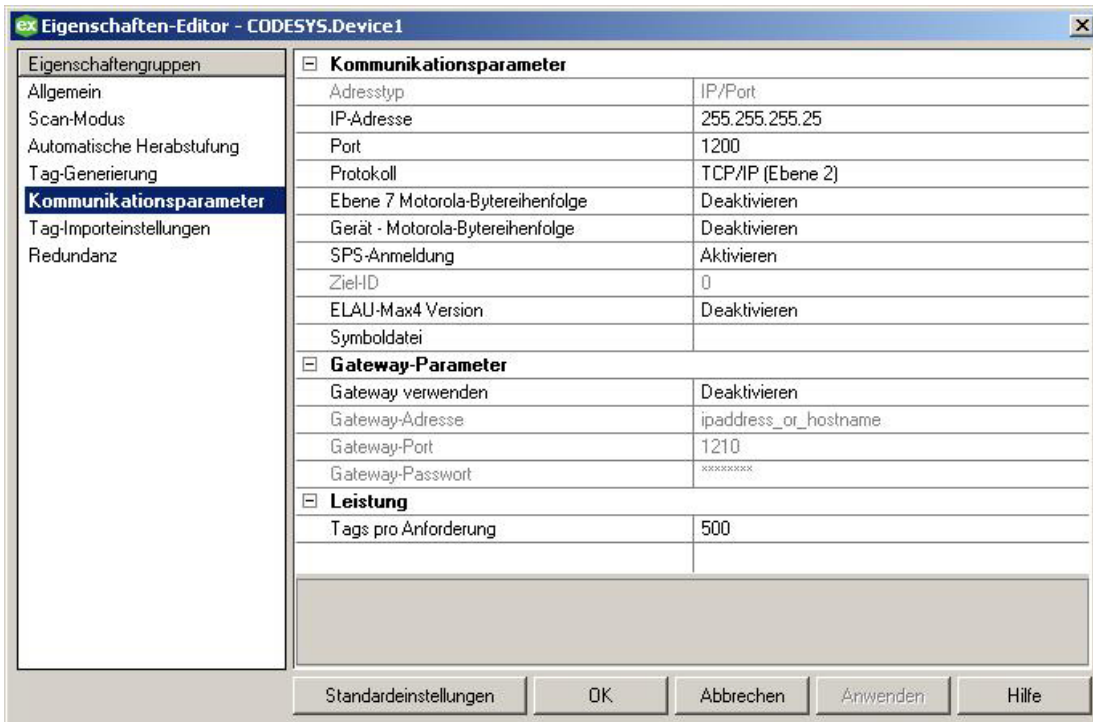 ex Eigenschaften-Editor - CODESYS.Device1
Eigenschaftengruppen
Allgemein
Scan-Modus
Automatische Herabstufung
Tag-Generierung
Kommunikationsparameter
Tag-Importeinstellungen
Redundanz
Kommunikationsparameter
Adresstyp IP/Port
IP-Adresse 255.255.255.25
Port 1200
Protokoll TCP/IP (Ebene 2)
Ebene 7 Motorola-Bytereihenfolge Deaktivieren
Gerät - Motorola-Bytereihenfolge Deaktivieren
SPS-Anmeldung Aktivieren
Ziel-ID 0
ELAU-Max4 Version Deaktivieren
Symboldatei
Gateway-Parameter
Gateway verwenden Deaktivieren
Gateway-Adresse ipaddress_or_hostname
Gateway-Port 1210
Gateway-Passwort ********
Leistung
Tags pro Anforderung 500
Standardeinstellungen OK Abbrechen Anwenden Hilfe